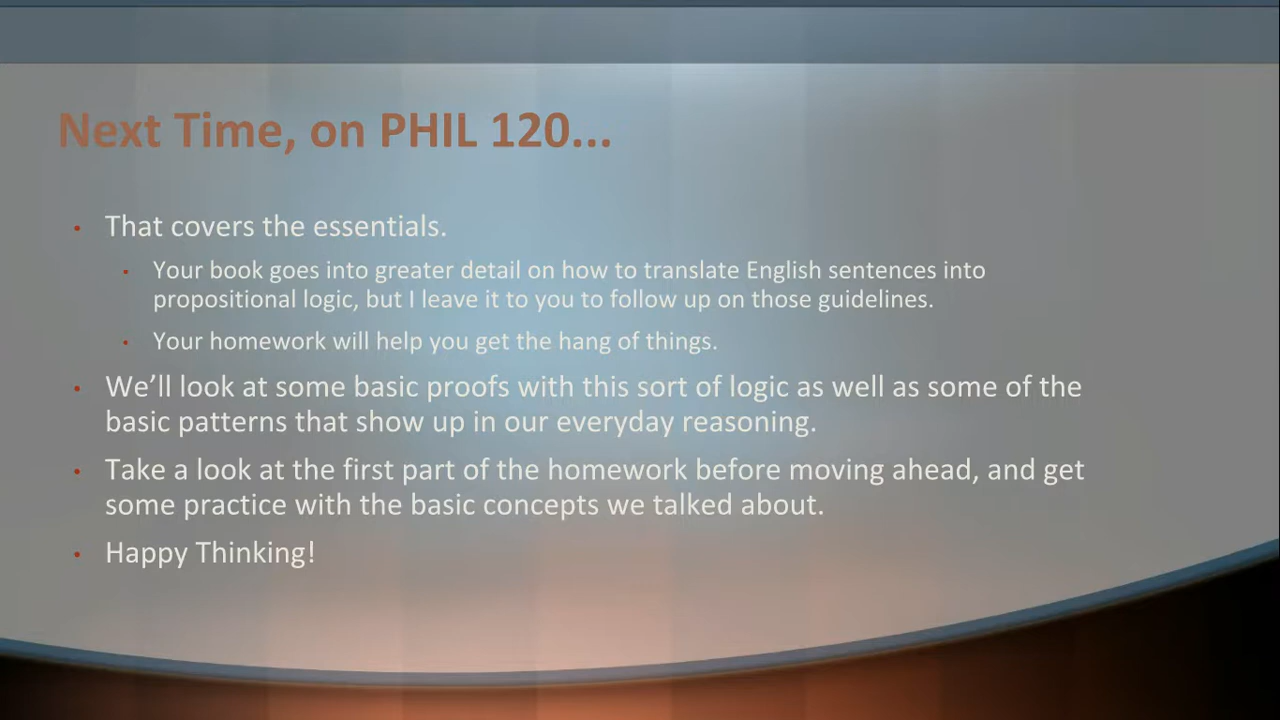 Next Time, on PHIL 120...
• That covers the essentials.
• Your book goes into greater detail on how to translate English sentences into
propositional logic, but I leave it to you to follow up on those guidelines.
• Your homework will help you get the hang of things.
• We’ll look at some basic proofs with this sort of logic as well as some of the
basic patterns that show up in our everyday reasoning.
• Take a look at the first part of the homework before moving ahead, and get
some practice with the basic concepts we talked about.
• Happy Thinking!